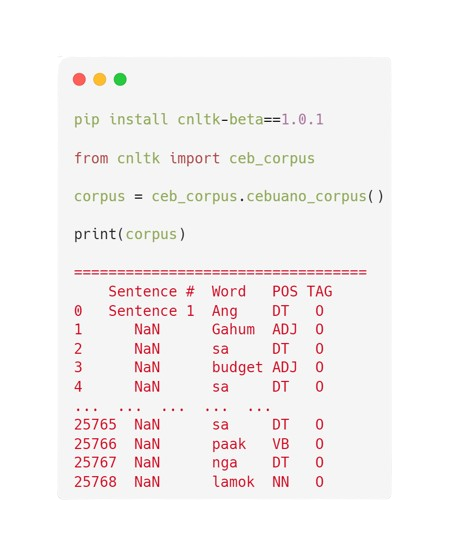 pip install cnltk-beta==1.0.1
from cnltk import ceb_corpus
corpus = ceb_corpus.cebuano_corpus()
print(corpus)
==================================
Sentence # Word POS TAG
0 Sentence 1 Ang DT O
1 NaN Gahum ADJ O
2 NaN sa DT O
3 NaN budget ADJ O
4 NaN sa DT O
... ... ... ... ...
25765 NaN sa DT O
25766 NaN paak VB O
25767 NaN nga DT O
25768 NaN lamok NN O